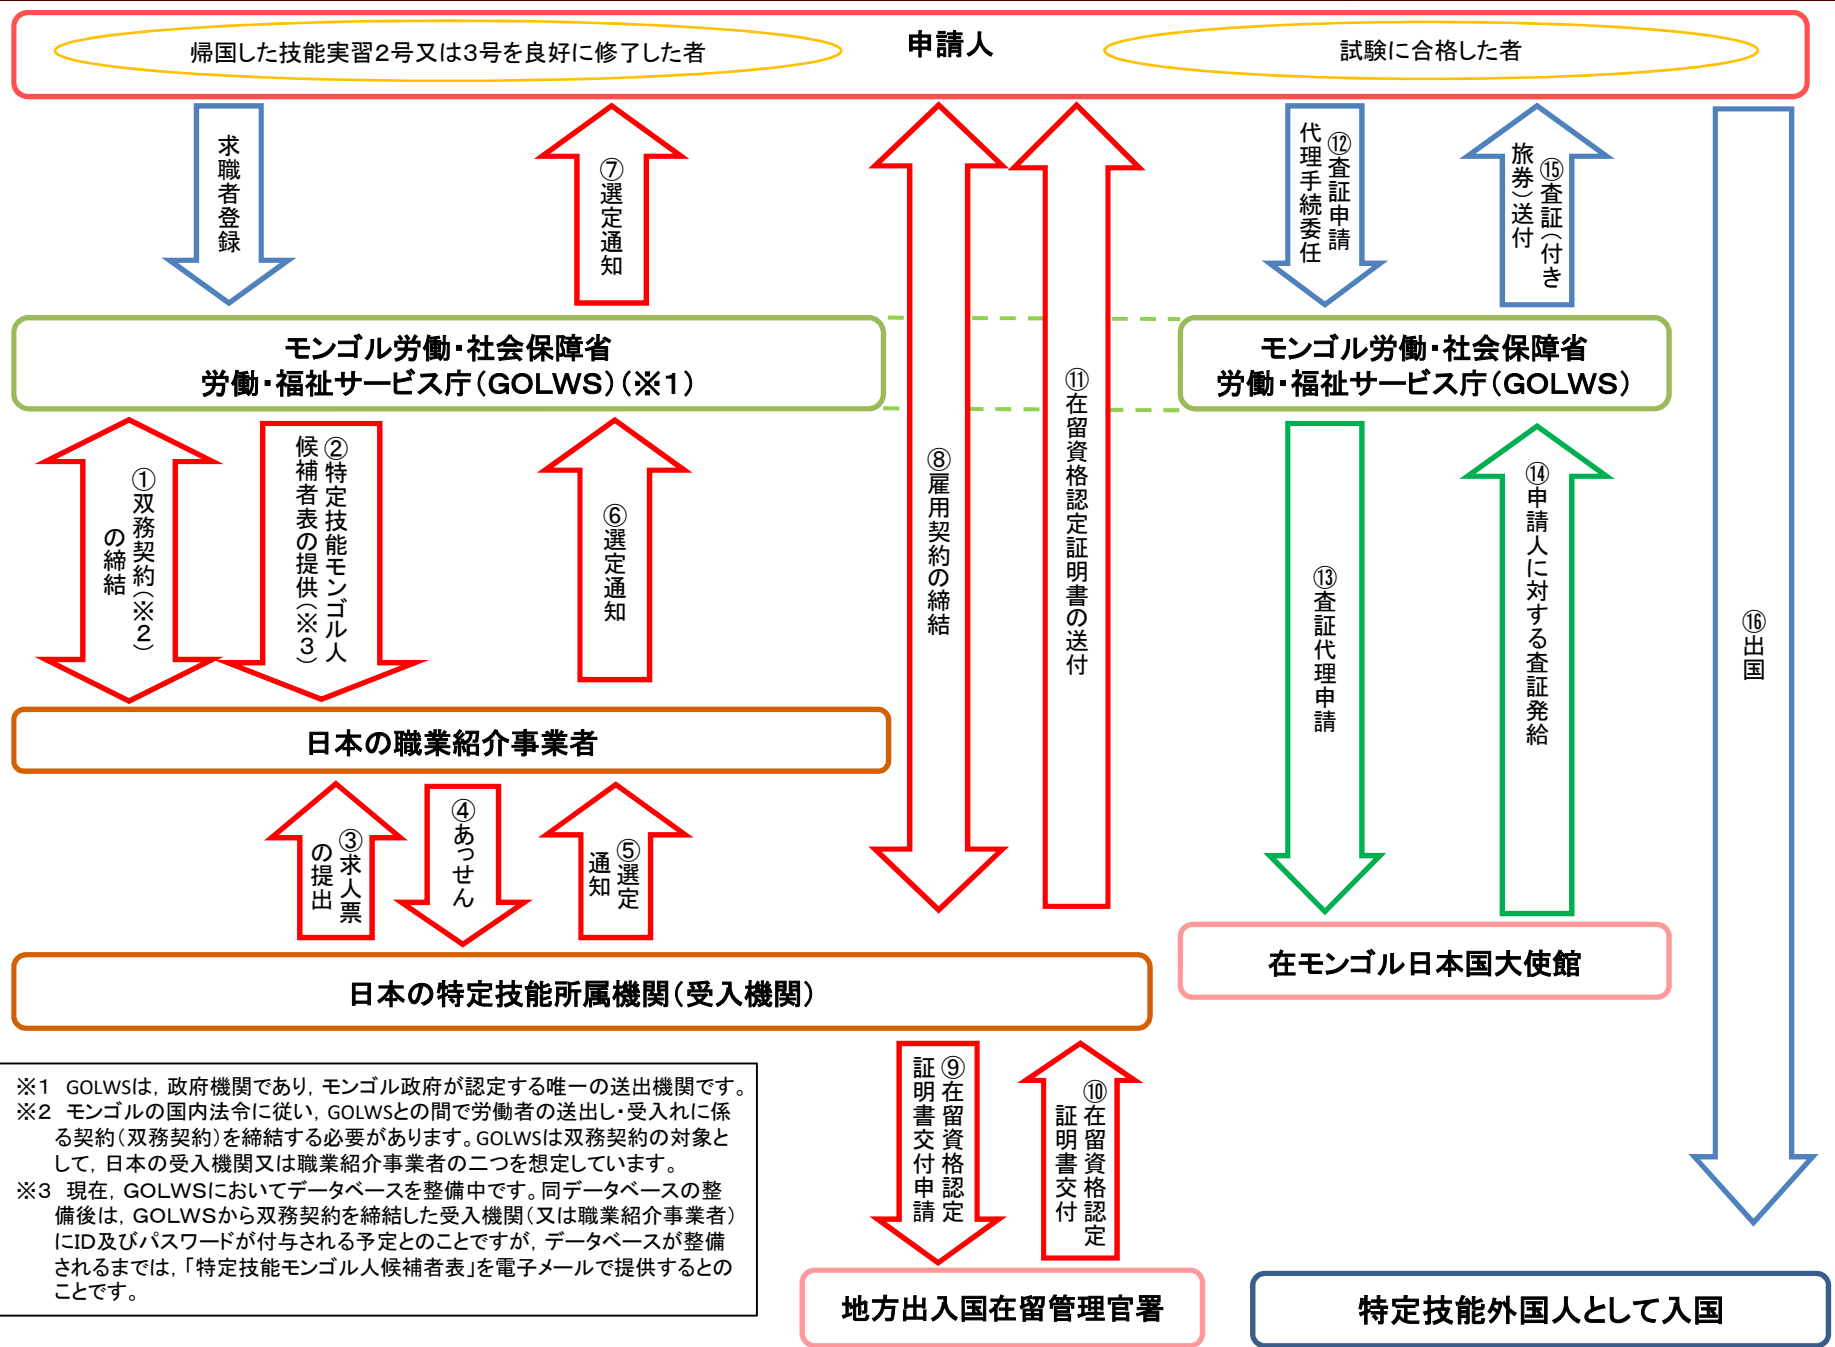 申請人
帰国した技能実習2号又は3号を良好に修了した者
試験に合格した者
求職者登録
⑦選定通知
⑫査証申請
代理手続委任
⑮査証(付き
旅券)送付
モンゴル労働・社会保障省
労働・福祉サービス庁(GOLWS)(※1)
モンゴル労働・社会保障省
労働・福祉サービス庁(GOLWS)
①双務契約(※2)
の締結
②特定技能モンゴル人
候補者表の提供(※3)
⑥選定通知
⑧雇用契約の締結
⑪在留資格認定証明書の送付
⑬査証代理申請
⑭申請人に対する査証発給
⑯出国
日本の職業紹介事業者
③求人票
の提出
④あっせん
⑤選定
通知
日本の特定技能所属機関(受入機関)
在モンゴル日本国大使館
⑨在留資格認定
証明書交付申請
⑩在留資格認定
証明書交付
※1 GOLWSは,政府機関であり,モンゴル政府が認定する唯一の送出機関です。
※2 モンゴルの国内法令に従い,GOLWSとの間で労働者の送出し・受入れに係
る契約(双務契約)を締結する必要があります。GOLWSは双務契約の対象と
して,日本の受入機関又は職業紹介事業者の二つを想定しています。
※3 現在,GOLWSにおいてデータベースを整備中です。同データベースの整
備後は,GOLWSから双務契約を締結した受入機関(又は職業紹介事業者)
にID及びパスワードが付与される予定とのことですが,データベースが整備
されるまでは,「特定技能モンゴル人候補者表」を電子メールで提供するとの
ことです。
地方出入国在留管理官署
特定技能外国人として入国